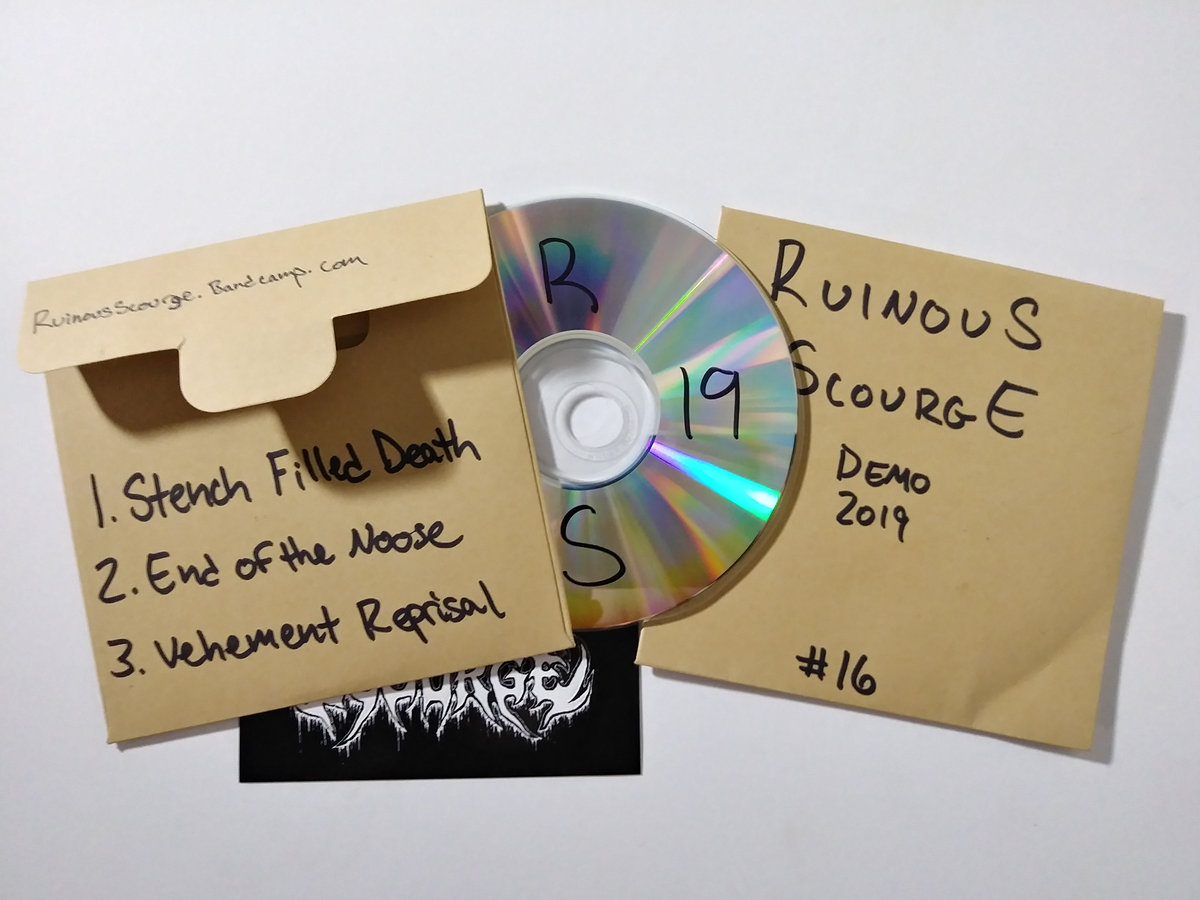 RuinousScourge.Bandcamp.com
1. Stench Filled Death
2. End of the Noose
3. Vehement Reprisal
R
19
S
RUINOUS
SCOURGE
DEMO
2019
#16
SCOURGE